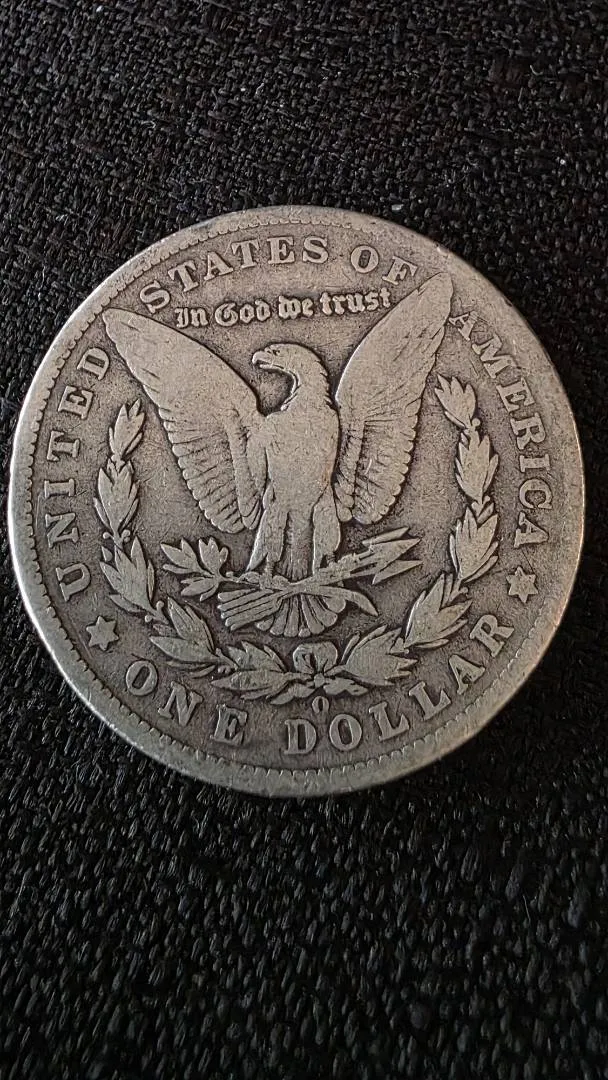 UNITED STATES OF AMERICA
In God we trust
O
ONE DOLLAR